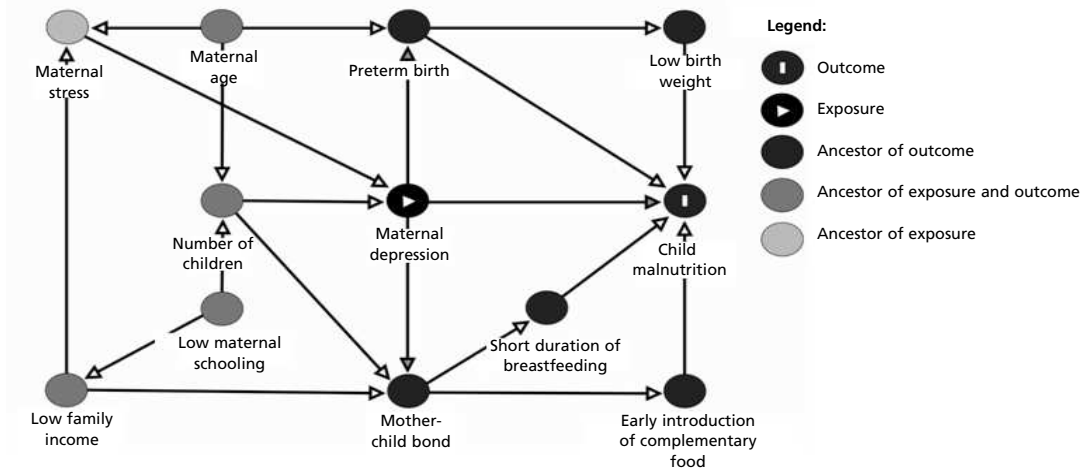 Legend:
Maternal
stress
Maternal
age
Preterm birth
Low birth
weight
Outcome
Exposure
Ancestor of outcome
Ancestor of exposure and outcome
Ancestor of exposure
Number of
children
Maternal
depression
Child
malnutrition
Low maternal
schooling
Short duration of
breastfeeding
Low family
income
Mother-
child bond
Early introduction
of complementary
food